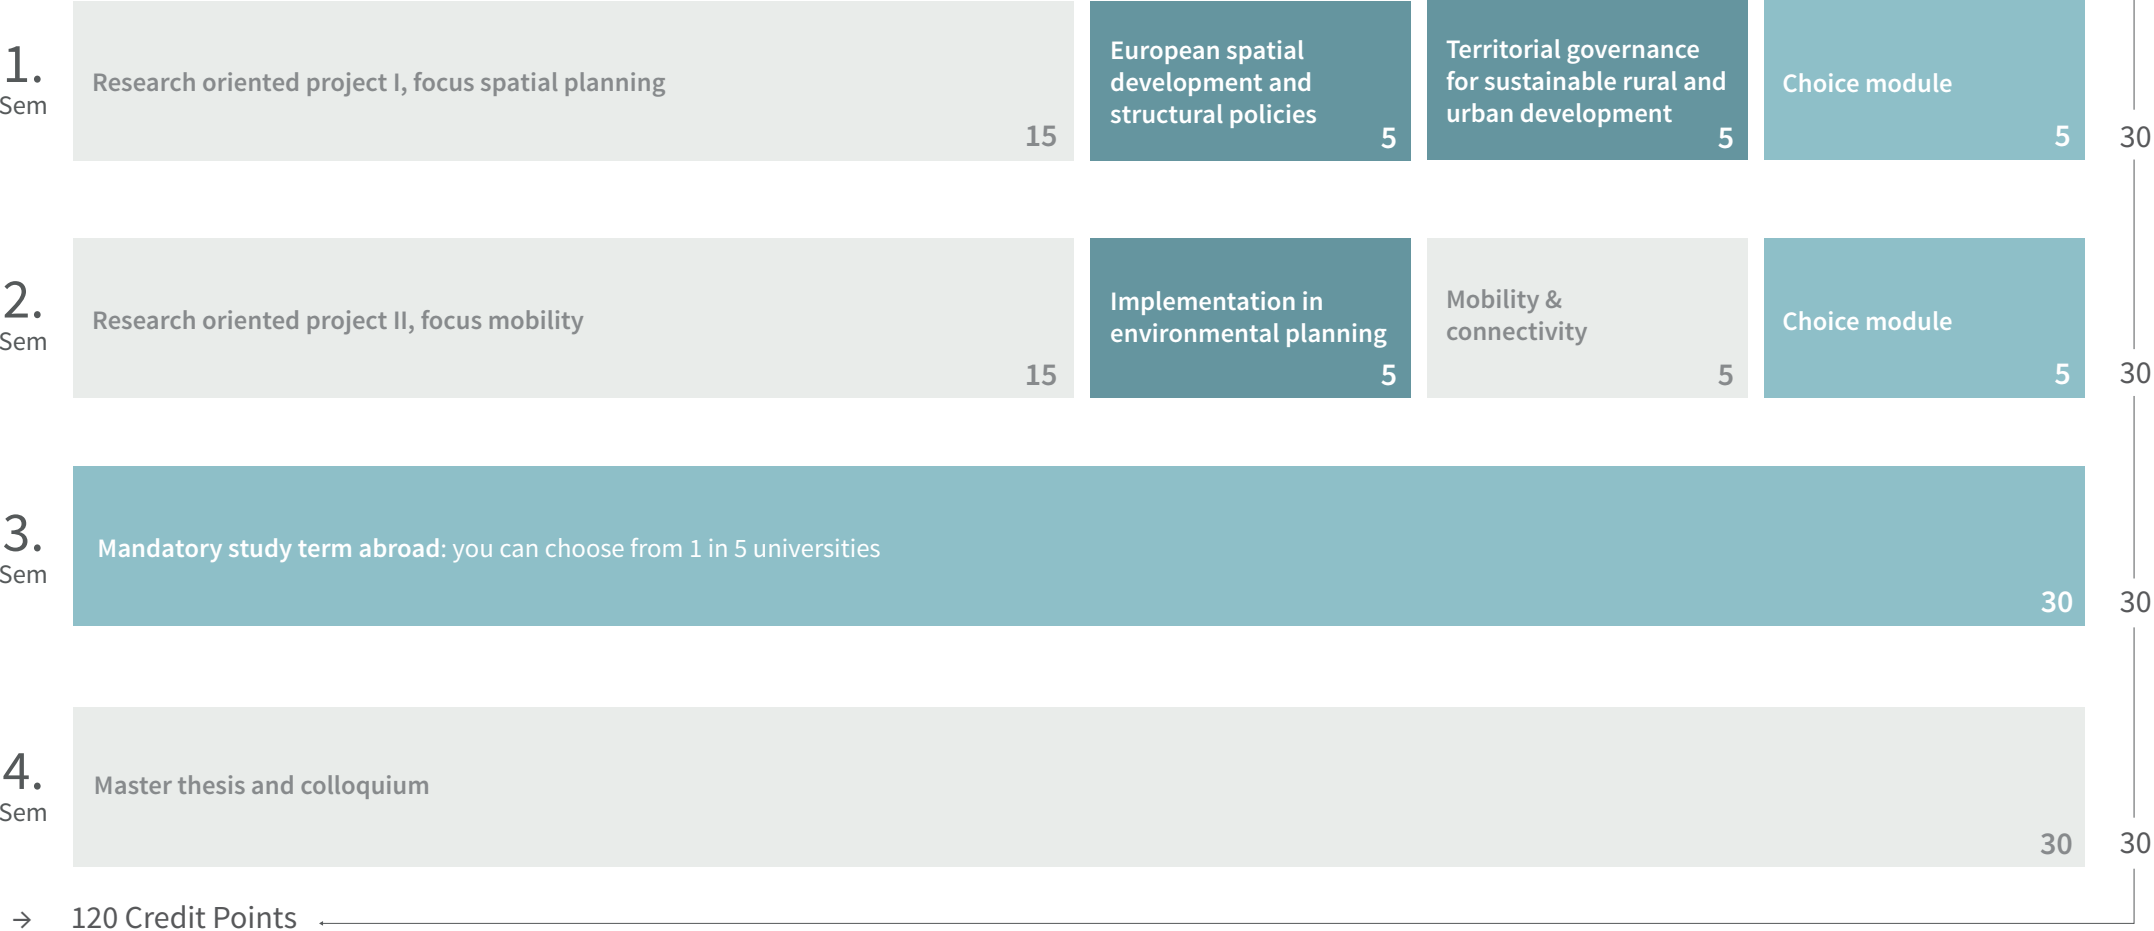 1.
Sem
Research oriented project I, focus spatial planning
15
European spatial
development and
structural policies
5
Territorial governance
for sustainable rural and
urban development
5
Choice module
5
30
2.
Sem
Research oriented project II, focus mobility
15
Implementation in
environmental planning
5
Mobility &
connectivity
5
Choice module
5
30
3.
Sem
Mandatory study term abroad: you can choose from 1 in 5 universities
30
30
4.
Sem
Master thesis and colloquium
30
30
→ 120 Credit Points